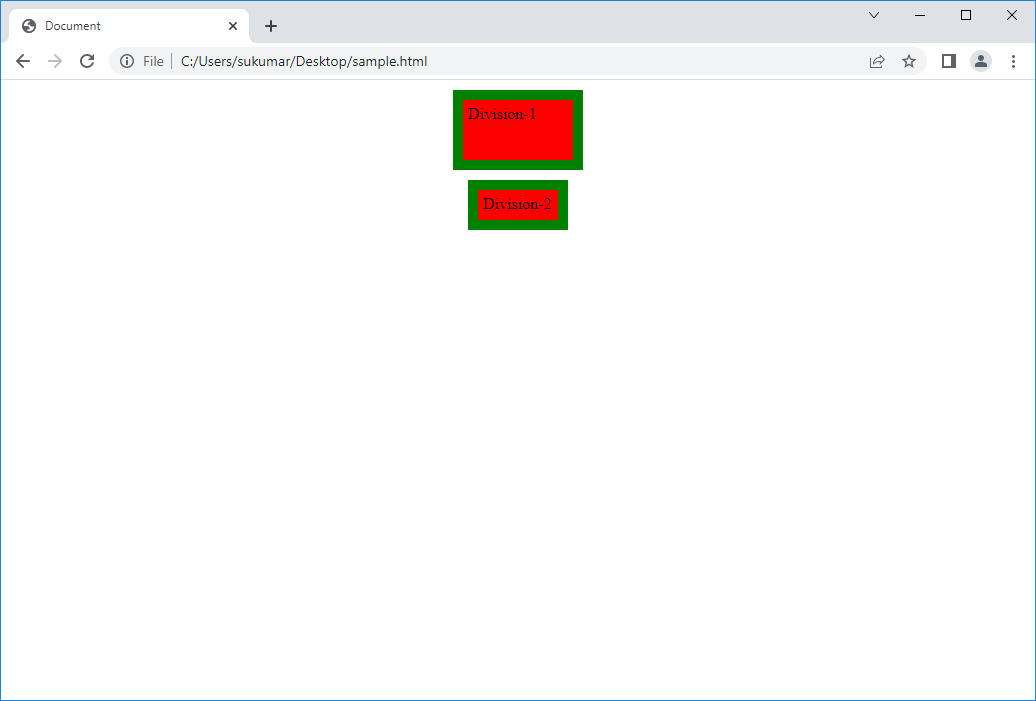 Document
File
C:/Users/sukumar/Desktop/sample.html
Division-1
Division-2